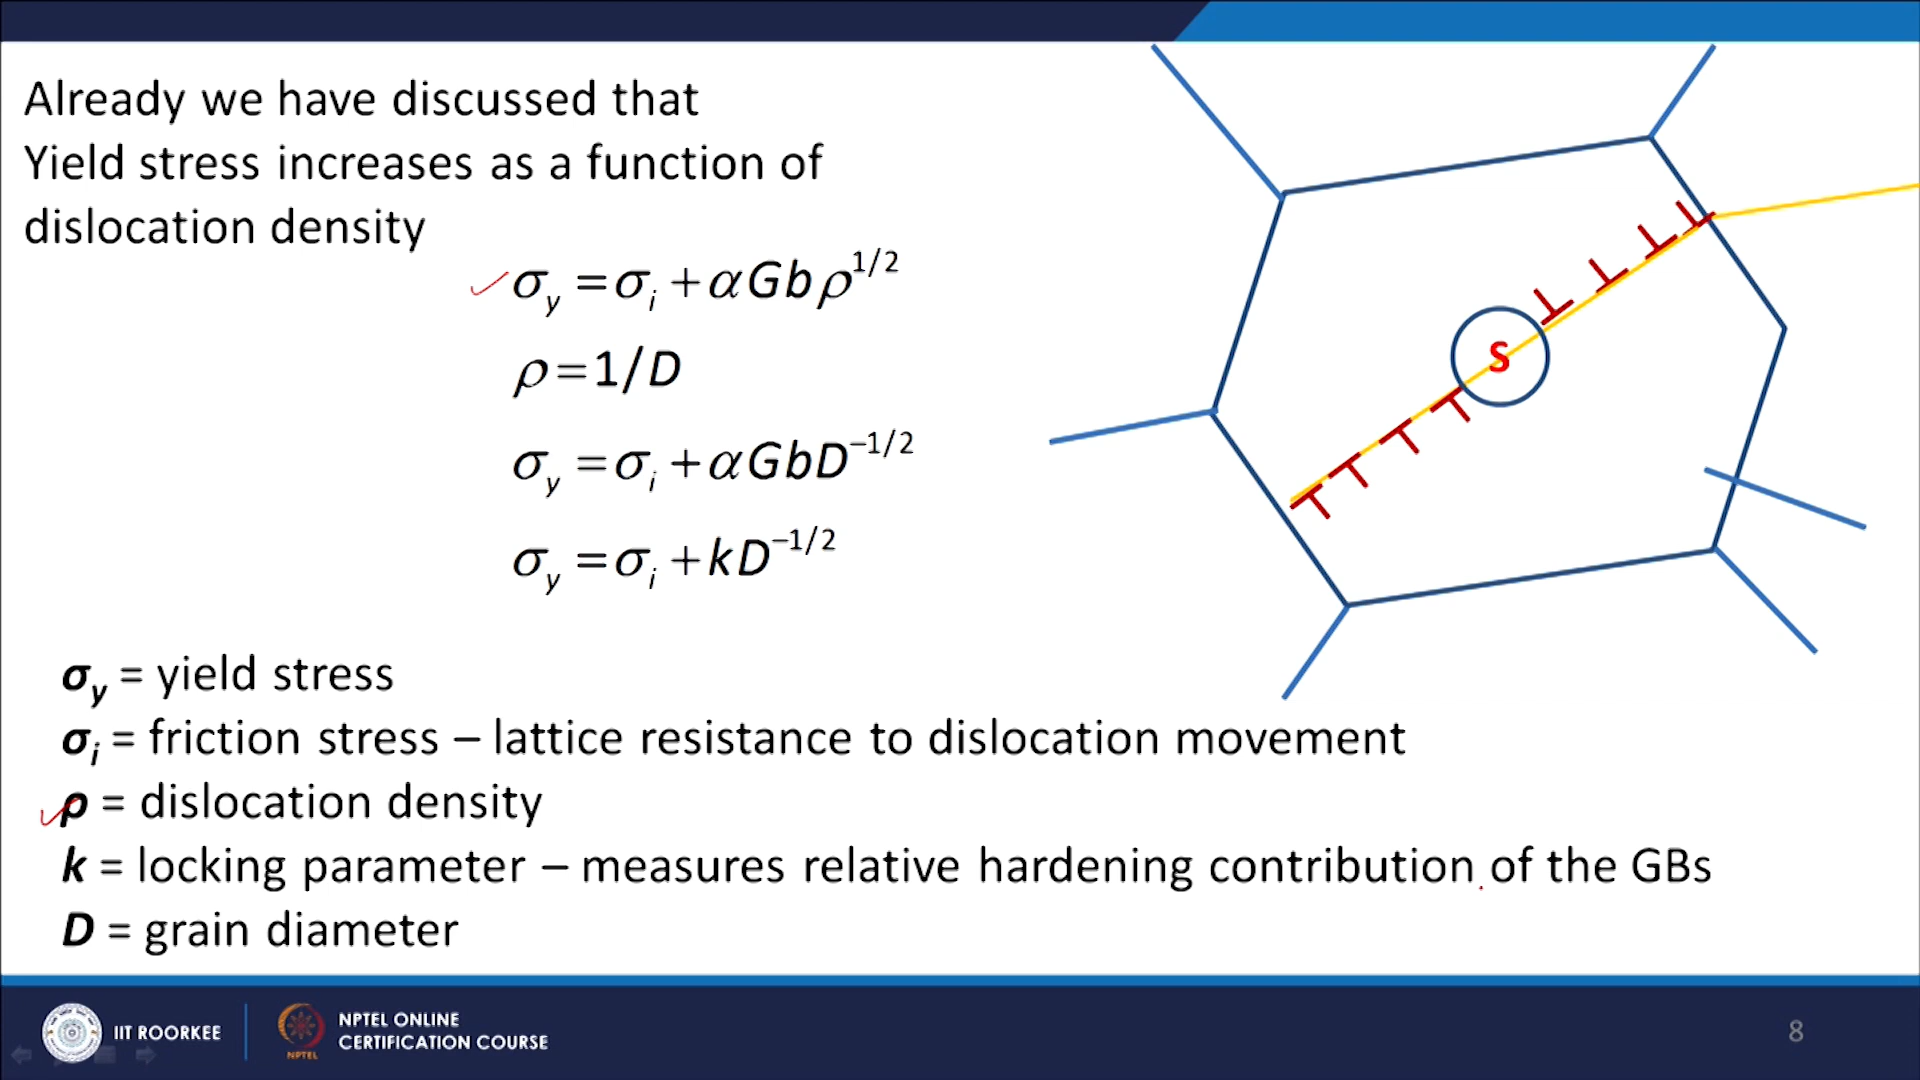 Already we have discussed that
Yield stress increases as a function of
dislocation density
σy = σi + αGbρ^1/2
ρ = 1/D
σy = σi + αGbD^−1/2
σy = σi + kD^−1/2
S
σy = yield stress
σi = friction stress – lattice resistance to dislocation movement
ρ = dislocation density
k = locking parameter – measures relative hardening contribution of the GBs
D = grain diameter
IIT ROORKEE
NPTEL
NPTEL ONLINE
CERTIFICATION COURSE
8